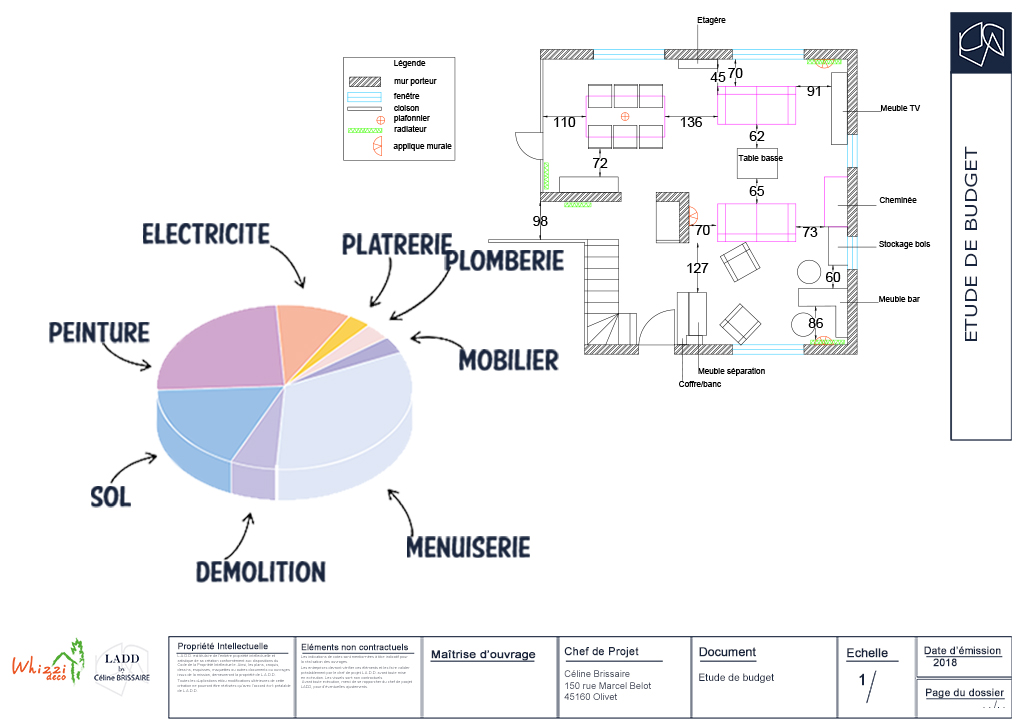 Etagère
Légende
mur porteur
fenêtre
cloison
plafonier
radiateur
applique murale
45
70
91
Meuble TV
110
136
62
Table basse
72
65
Cheminée
98
70
73
Stockage bois
127
60
Meuble bar
86
Meuble séparation
Coffre/banc
ETUDE DE BUDGET
ELECTRICITE
PLATRERIE
PLOMBERIE
PEINTURE
MOBILIER
SOL
MENUISERIE
DEMOLITION
Whizzi
déco
LADD
by
Céline BRISSAIRE
Propriété Intellectuelle
Eléments non contractuels
Maîtrise d'ouvrage
Chef de Projet
Céline Brissaire
150 rue Marcel Belot
45160 Olivet
Document
Etude de budget
Echelle
1/
Date d'émission
2018
Page du dossier
. ./. .